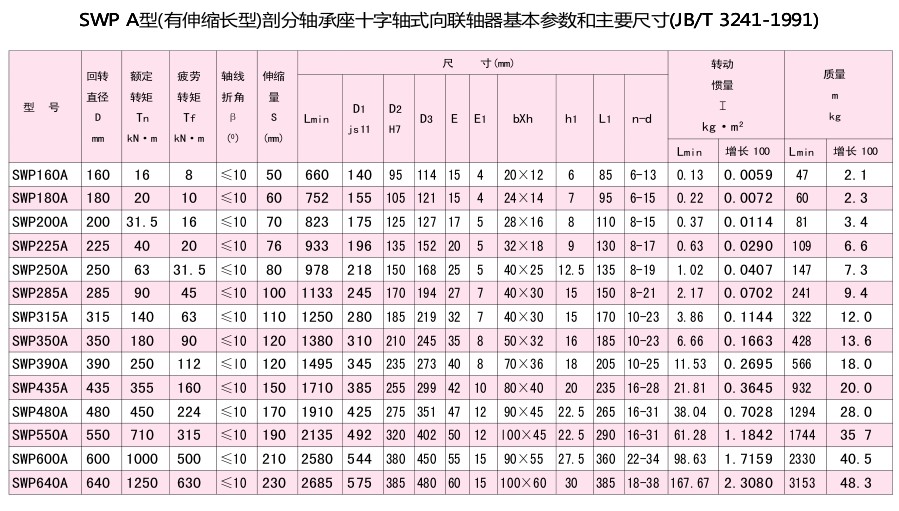 SWP A型(有伸缩长型)剖分轴承座十字轴式向联轴器基本参数和主要尺寸(JB/T 3241-1991)
型 号 回转直径 D mm 额定转矩 Tn kN·m 疲劳转矩 Tf kN·m 轴线折角 β (0) 伸缩量 S (mm) 尺 寸(mm) 转动惯量 I kg·m² 质量 m kg
Lmin D1 js11 D2 H7 D3 E E1 bXh h1 L1 n-d Lmin 增长 100 Lmin 增长 100
SWP160A 160 16 8 ≤10 50 660 140 95 114 15 4 20×12 6 85 6-13 0.13 0.0059 47 2.1
SWP180A 180 20 10 ≤10 60 752 155 105 121 15 4 24×14 7 95 6-15 0.22 0.0072 60 2.3
SWP200A 200 31.5 16 ≤10 70 823 175 125 127 17 5 28×16 8 110 8-15 0.37 0.0114 81 3.4
SWP225A 225 40 20 ≤10 76 933 196 135 152 20 5 32×18 9 130 8-17 0.63 0.0290 109 6.6
SWP250A 250 63 31.5 ≤10 80 978 218 150 168 25 5 40×25 12.5 135 8-19 1.02 0.0407 147 7.3
SWP285A 285 90 45 ≤10 100 1133 245 170 194 27 7 40×30 15 150 8-21 2.17 0.0702 241 9.4
SWP315A 315 140 63 ≤10 110 1250 280 185 219 32 7 40×30 15 170 10-23 3.86 0.1144 322 12.0
SWP350A 350 180 90 ≤10 120 1380 310 210 245 35 8 50×32 16 185 10-23 6.66 0.1663 428 13.6
SWP390A 390 250 112 ≤10 120 1495 345 235 273 40 8 70×36 18 205 10-25 11.53 0.2695 566 18.0
SWP435A 435 355 160 ≤10 150 1710 385 255 299 42 10 80×40 20 235 16-28 21.81 0.3645 932 20.0
SWP480A 480 450 224 ≤10 170 1910 425 275 351 47 12 90×45 22.5 265 16-31 38.04 0.7028 1294 28.0
SWP550A 550 710 315 ≤10 190 2135 492 320 402 50 12 l00×45 22.5 290 16-31 61.28 1.1842 1744 35 7
SWP600A 600 1000 500 ≤10 210 2580 544 380 450 55 15 90×55 27.5 360 22-34 98.63 1.7159 2330 40.5
SWP640A 640 1250 630 ≤10 230 2685 575 385 480 60 15 100×60 30 385 18-38 167.67 2.3080 3153 48.3